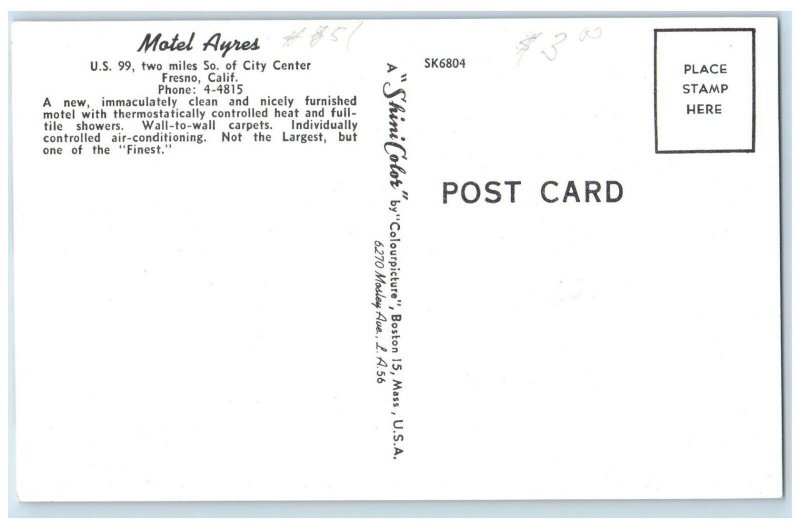 Motel Ayres
U.S. 99, two miles So. of City Center
Fresno, Calif.
Phone: 4-4815
A new, immaculately clean and nicely furnished
motel with thermostatically controlled heat and full-
tile showers. Wall-to-wall carpets. Individually
controlled air-conditioning. Not the Largest, but
one of the "Finest."
A "ShiniColor" by "Colourpicture", Boston 15, Mass., U.S.A.
6270 Mosley Ave., L.A. 56
SK6804
$3 00
PLACE
STAMP
HERE
POST CARD